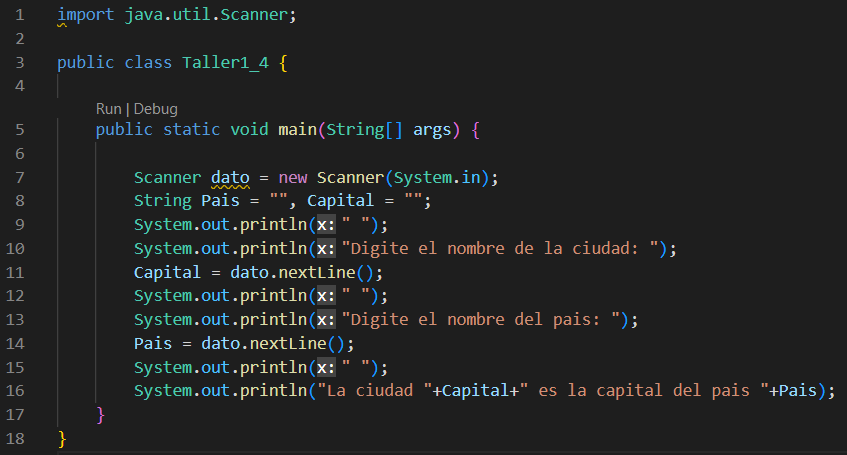 1 import java.util.Scanner;
2
3 public class Taller1_4 {
4
Run | Debug
5 public static void main(String[] args) {
6
7 Scanner dato = new Scanner(System.in);
8 String Pais = "", Capital = "";
9 System.out.println(x: " ");
10 System.out.println(x: "Digite el nombre de la ciudad: ");
11 Capital = dato.nextLine();
12 System.out.println(x: " ");
13 System.out.println(x: "Digite el nombre del pais: ");
14 Pais = dato.nextLine();
15 System.out.println(x: " ");
16 System.out.println("La ciudad "+Capital+" es la capital del pais "+Pais);
17 }
18 }